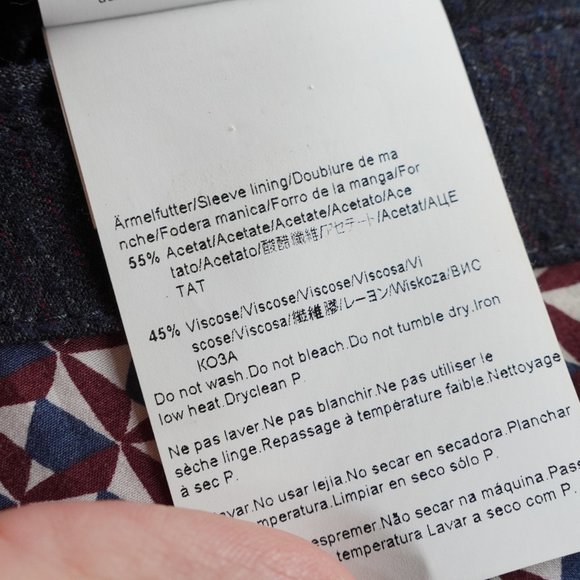 Ärmelfutter/Sleeve lining/Doublure de ma
nche/Fodera manica/Forro de la manga/For
55% Acetat/Acetate/Acetate/Acetato/Ace
tato/Acetato/醋酸纖維/アセテート/Acetat/АЦЕ
ТАТ
45% Viscose/Viscose/Viscose/Viscosa/Vi
scose/Viscosa/纖維膠/レーヨン/Wiskoza/ВИС
КОЗА
Do not wash.Do not bleach.Do not tumble dry.Iron
low heat.Dryclean P.
Ne pas laver.Ne pas blanchir.Ne pas utiliser le
sèche linge.Repassage à température faible.Nettoyage
à sec P.
No usar lejía.No secar en secadora.Planchar
temperatura.Limpiar en seco sólo P.
espremer.Não secar na máquina.Pass
temperatura Lavar a seco com P.